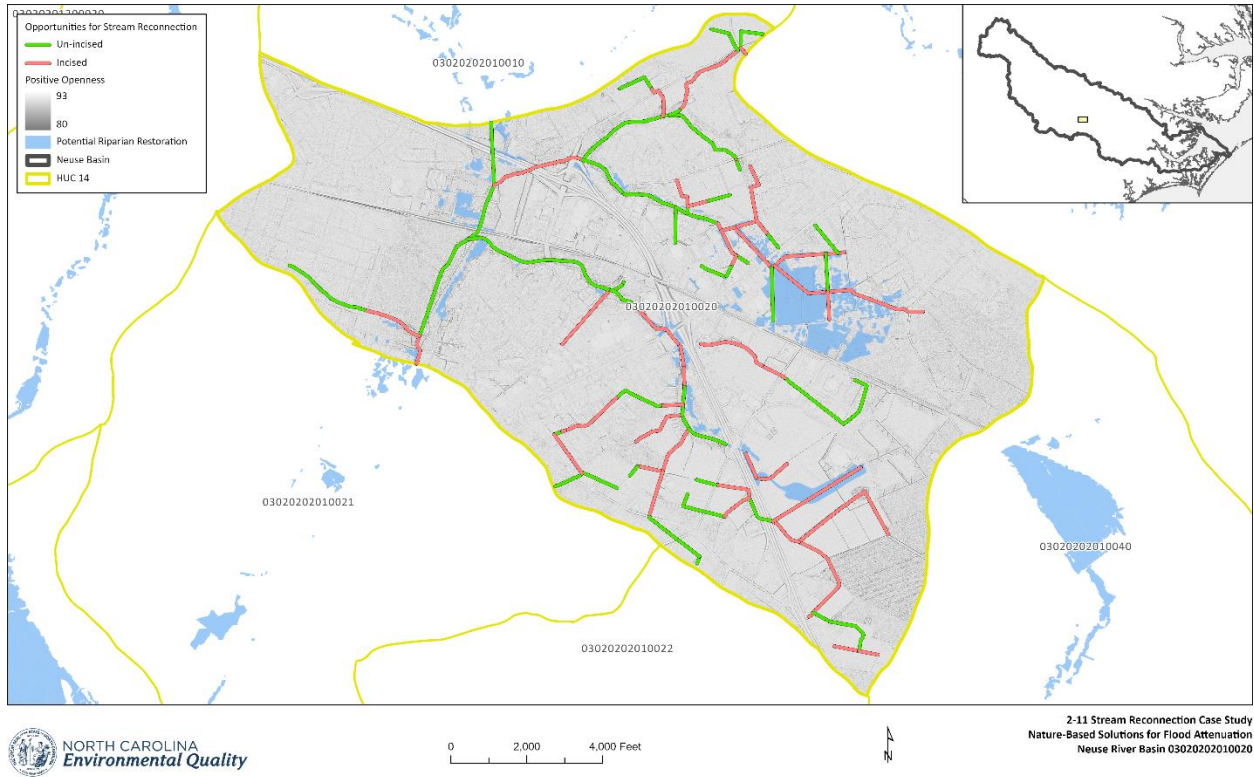 03020201200020
Opportunities for Stream Reconnection
Un-incised
Incised
Positive Openness
93
80
Potential Riparian Restoration
Neuse Basin
HUC 14
03020202010010
03020202010020
03020202010021
03020202010040
03020202010022
NORTH CAROLINA
Environmental Quality
0 2,000 4,000 Feet
N
2-11 Stream Reconnection Case Study
Nature-Based Solutions for Flood Attenuation
Neuse River Basin 03020202010020